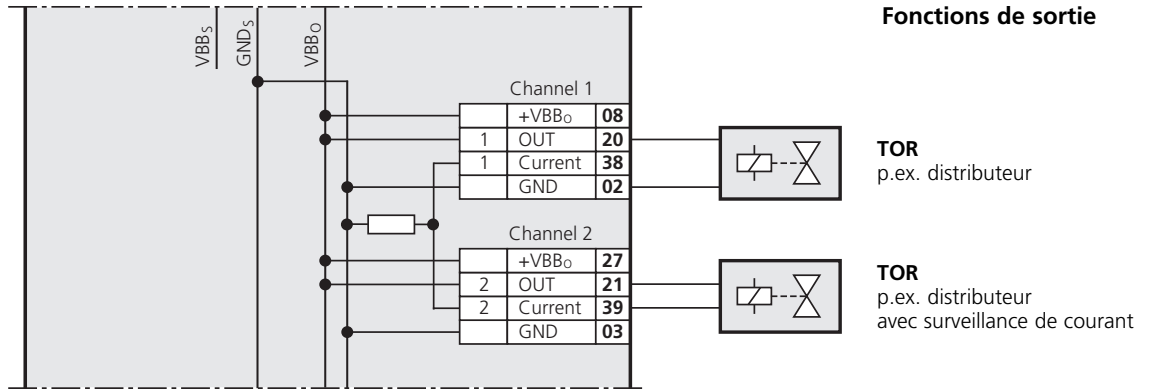 Fonctions de sortie
VBBS
GNDS
VBBO
Channel 1
+VBBO 08
1 OUT 20
1 Current 38
GND 02
TOR
p.ex. distributeur
Channel 2
+VBBO 27
2 OUT 21
2 Current 39
GND 03
TOR
p.ex. distributeur
avec surveillance de courant